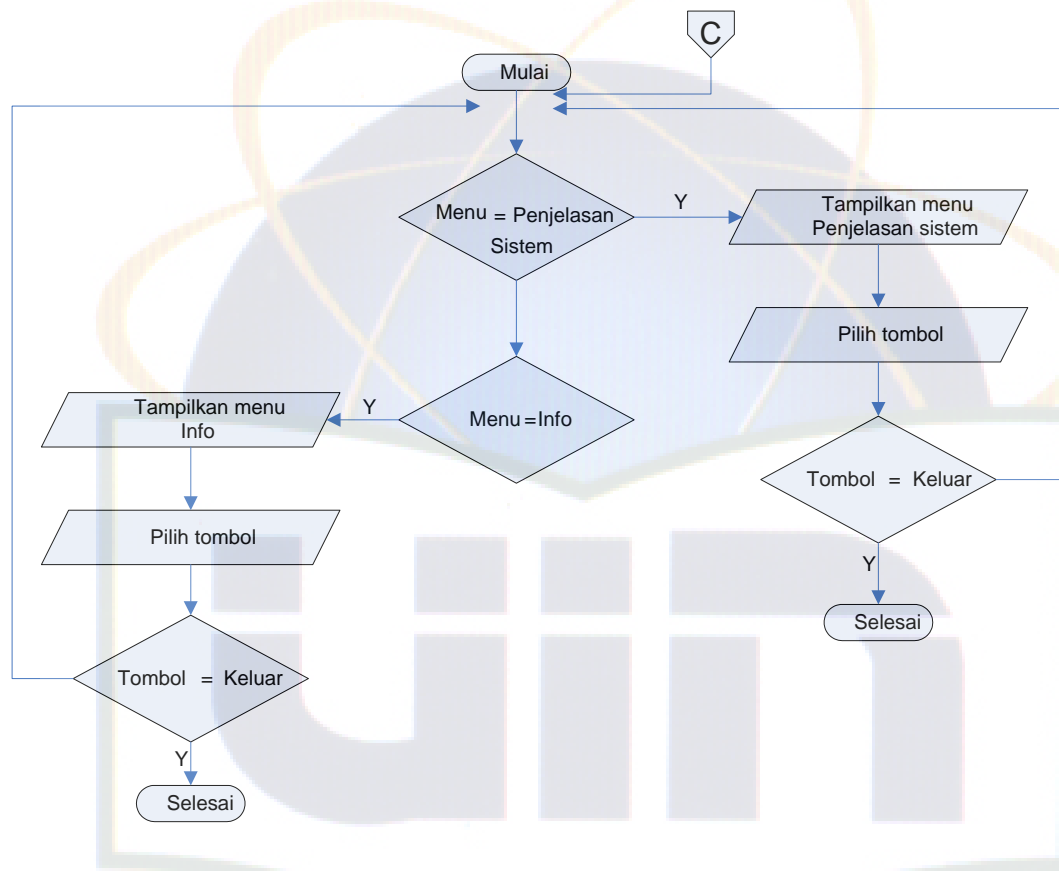 C
Mulai
Menu = Penjelasan
Sistem
Y
Tampilkan menu
Penjelasan sistem
Pilih tombol
Tombol = Keluar
Y
Selesai
Menu =Info
Y
Tampilkan menu
Info
Pilih tombol
Tombol = Keluar
Y
Selesai
uin